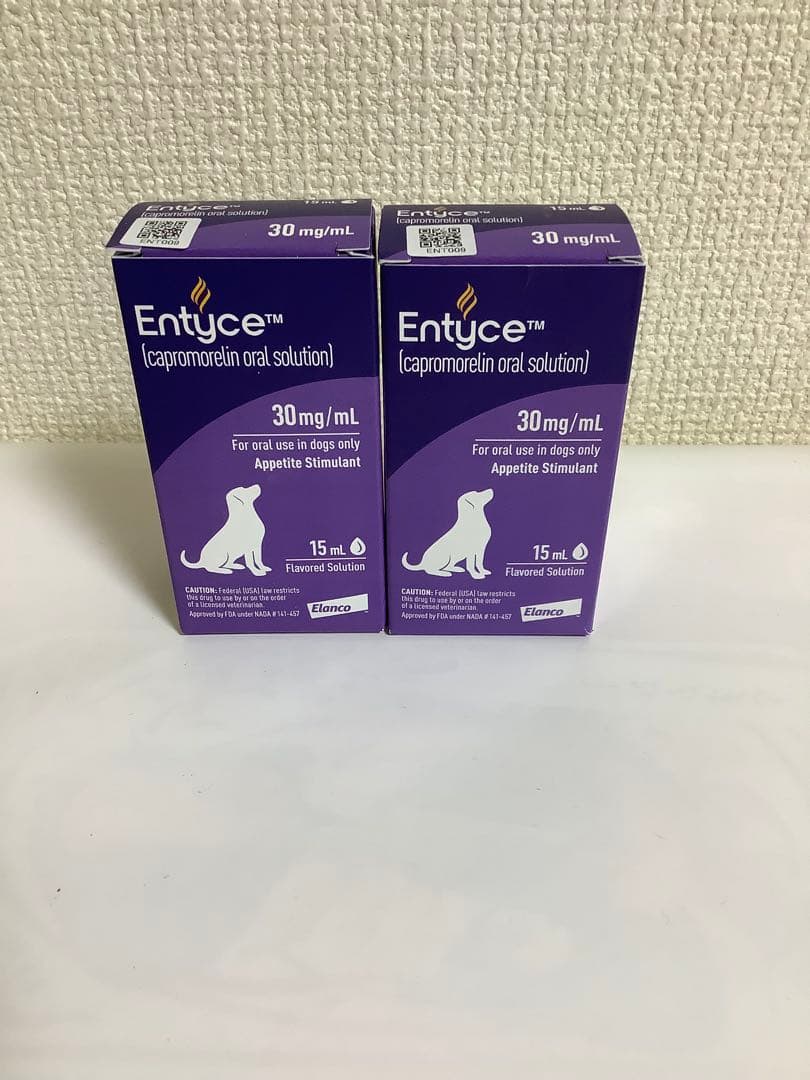 Entyce™
15 mL
(capromorelin oral solution)
30 mg/mL
ENT009
Entyce™
(capromorelin oral solution)
30mg/mL
For oral use in dogs only
Appetite Stimulant
15 mL
Flavored Solution
CAUTION: Federal (USA) law restricts
this drug to use by or on the order
of a licensed veterinarian.
Approved by FDA under NADA # 141-457
Elanco
Entyce™
15 mL
(capromorelin oral solution)
30 mg/mL
ENT009
Entyce™
(capromorelin oral solution)
30mg/mL
For oral use in dogs only
Appetite Stimulant
15 mL
Flavored Solution
CAUTION: Federal (USA) law restricts
this drug to use by or on the order
of a licensed veterinarian.
Approved by FDA under NADA # 141-457
Elanco